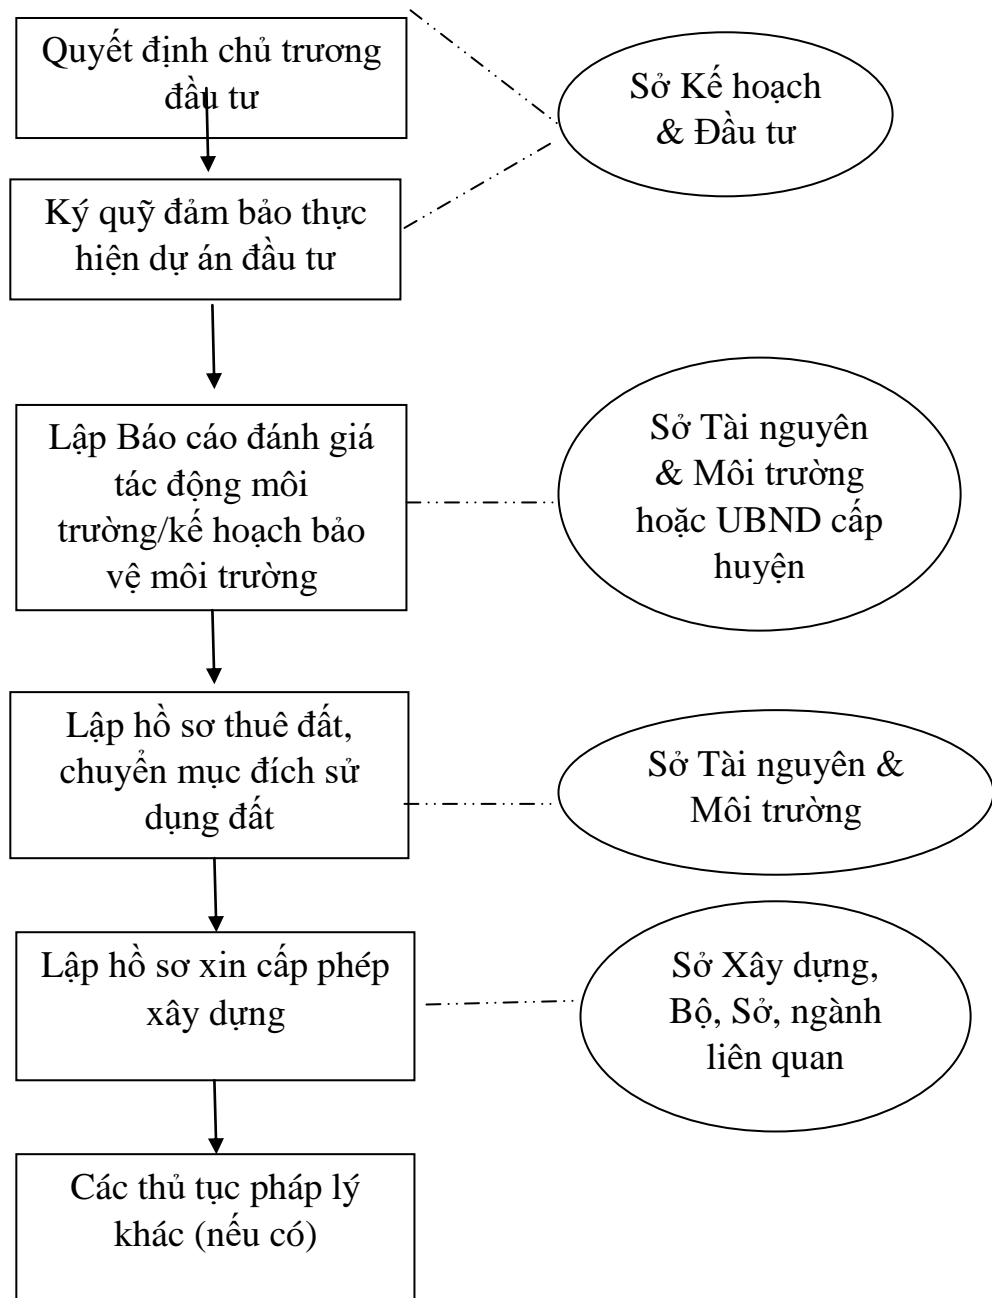 Quyết định chủ trương
đầu tư
Sở Kế hoạch
& Đầu tư
Ký quỹ đảm bảo thực
hiện dự án đầu tư
Lập Báo cáo đánh giá
tác động môi
trường/kế hoạch bảo
vệ môi trường
Sở Tài nguyên
& Môi trường
hoặc UBND cấp
huyện
Lập hồ sơ thuê đất,
chuyển mục đích sử
dụng đất
Sở Tài nguyên &
Môi trường
Lập hồ sơ xin cấp phép
xây dựng
Sở Xây dựng,
Bộ, Sở, ngành
liên quan
Các thủ tục pháp lý
khác (nếu có)